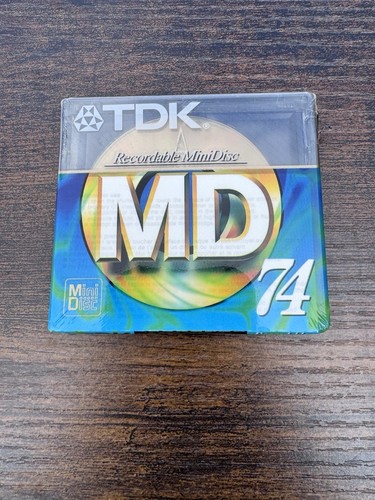 TDK.
Recordable MiniDisc
MD
74
Mini
Disc